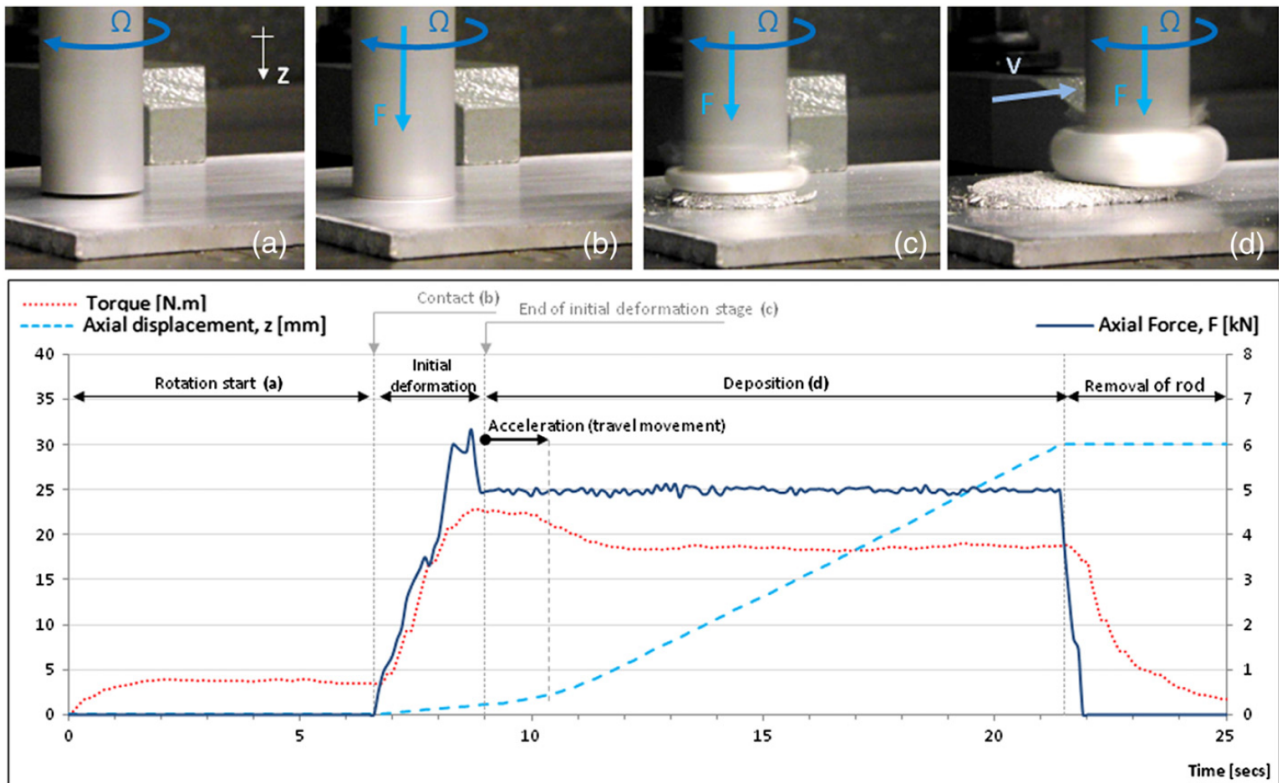 Ω
z
(a)
Ω
F
(b)
Ω
F
(c)
Ω
v
F
(d)
Torque [N.m]
Axial displacement, z [mm]
Contact (b)
End of initial deformation stage (c)
Axial Force, F [kN]
40
35
30
25
20
15
10
5
0
Rotation start (a)
Initial
deformation
Deposition (d)
Removal of rod
Acceleration (travel movement)
8
7
6
5
4
3
2
1
0
0
5
10
15
20
25
Time [secs]